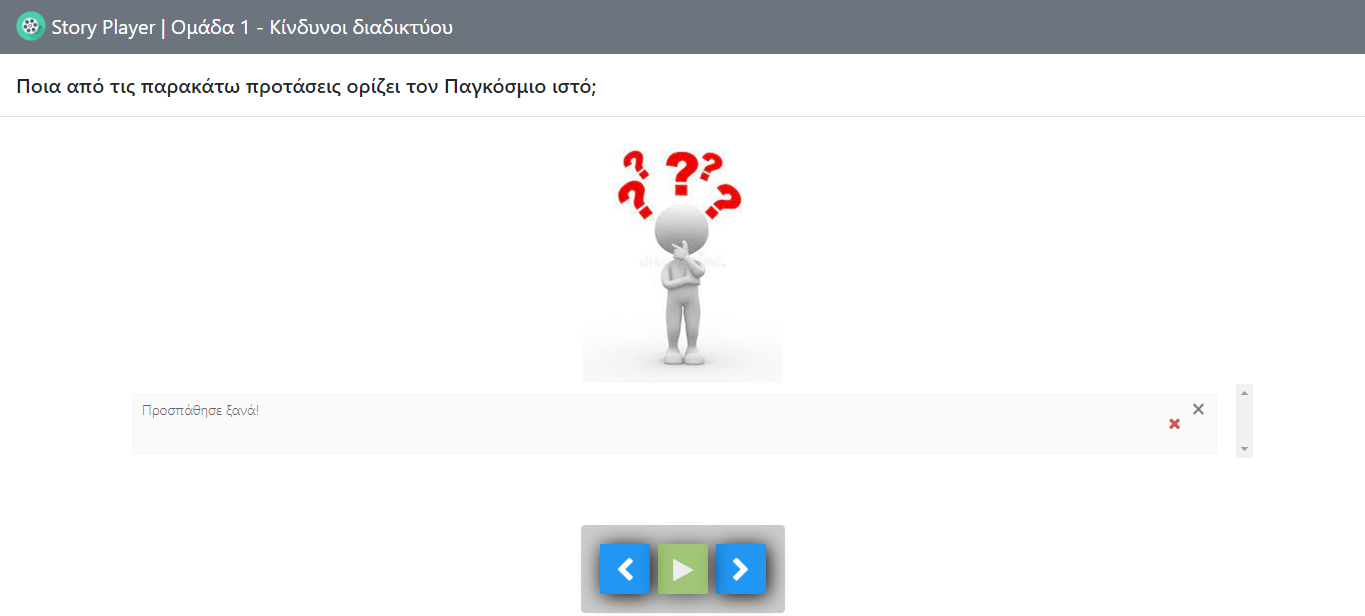 Story Player | Ομάδα 1 - Κίνδυνοι διαδικτύου
Ποια από τις παρακάτω προτάσεις ορίζει τον Παγκόσμιο ιστό;
Προσπάθησε ξανά!